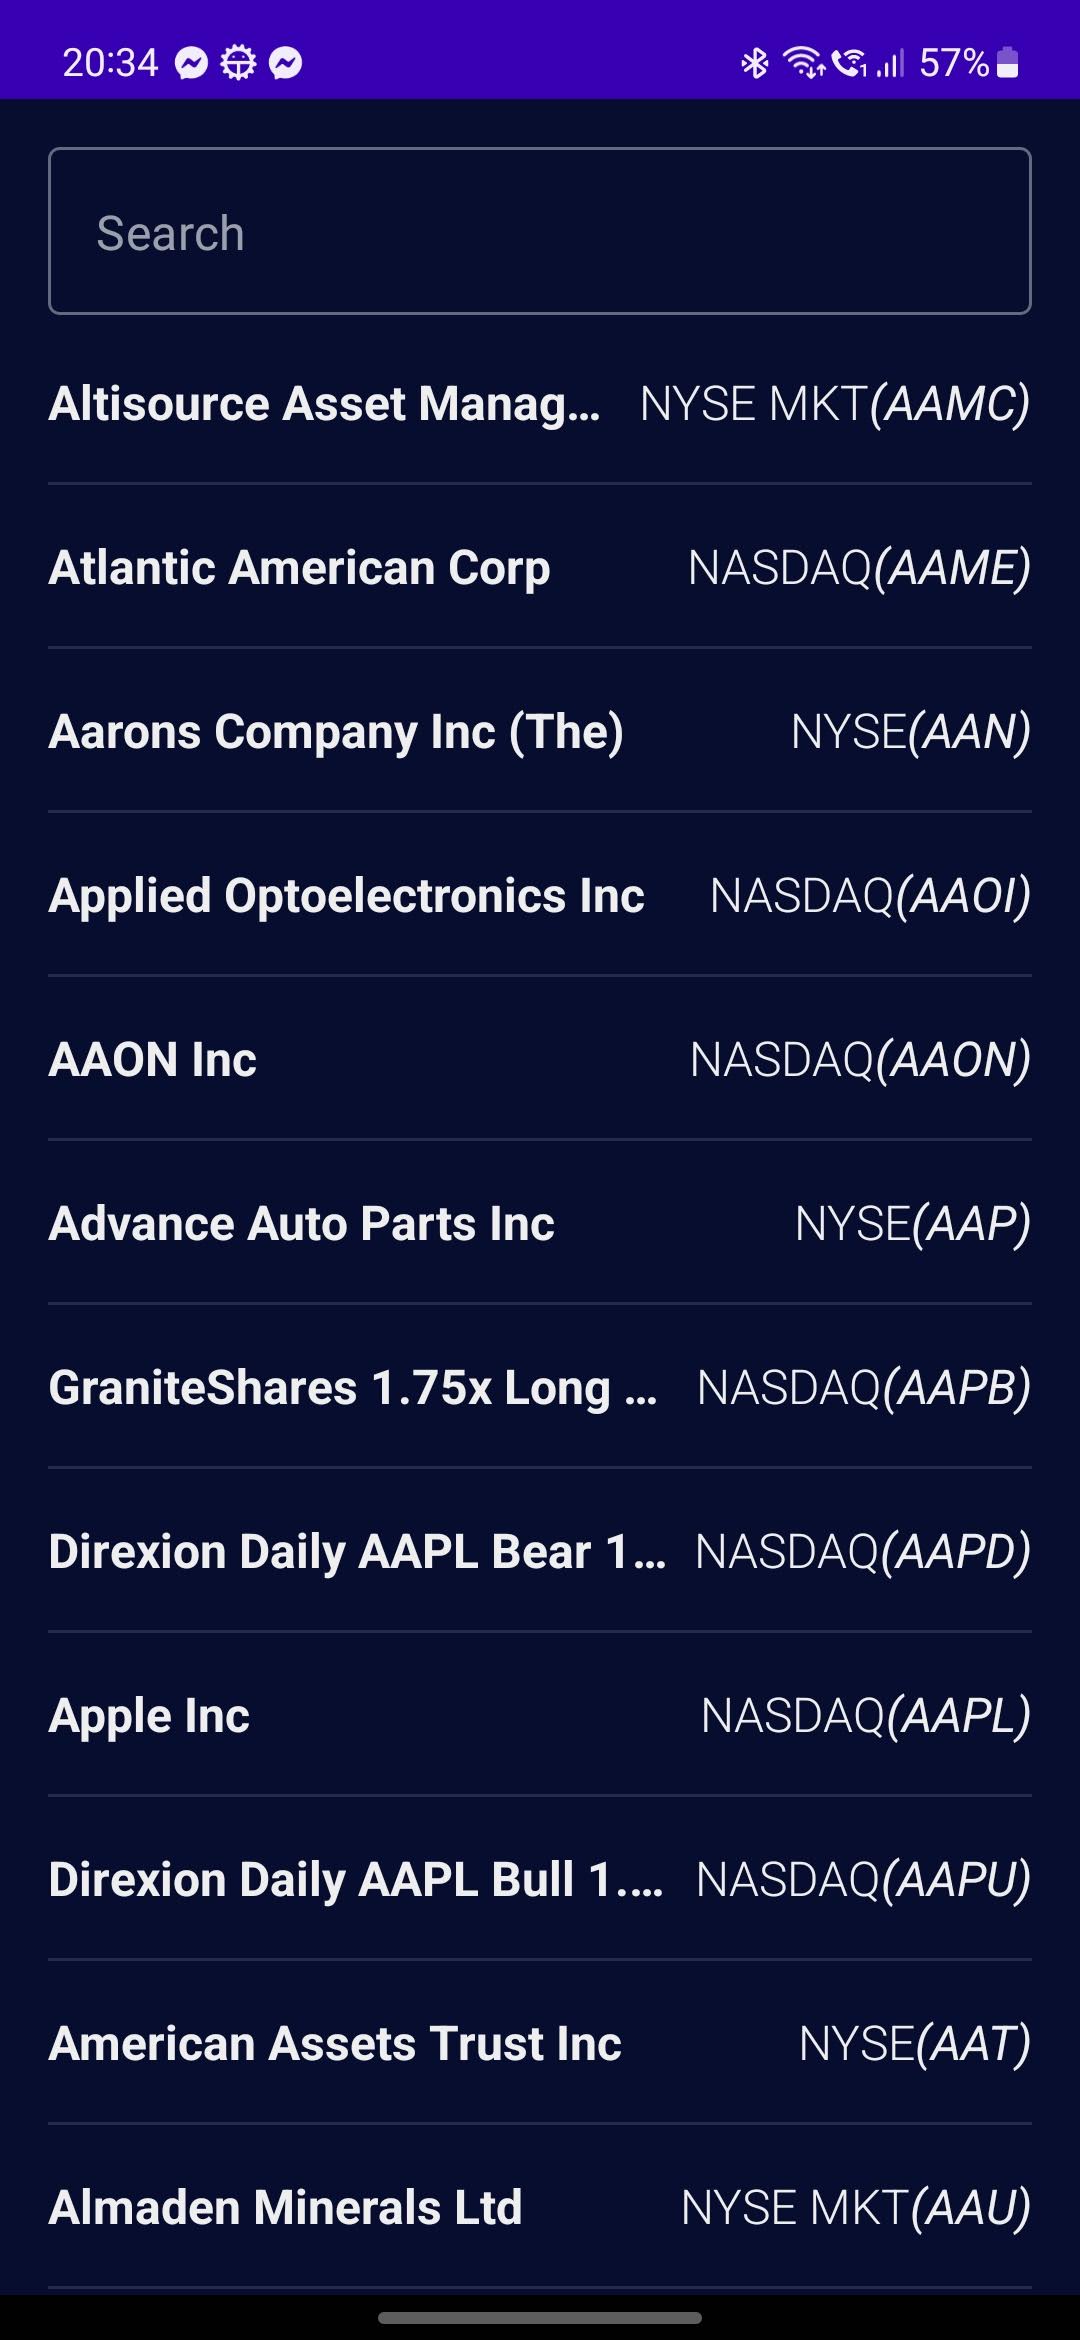 20:34 57%
Search
Altisource Asset Manag... NYSE MKT(AAMC)
Atlantic American Corp NASDAQ(AAME)
Aarons Company Inc (The) NYSE(AAN)
Applied Optoelectronics Inc NASDAQ(AAOI)
AAON Inc NASDAQ(AAON)
Advance Auto Parts Inc NYSE(AAP)
GraniteShares 1.75x Long ... NASDAQ(AAPB)
Direxion Daily AAPL Bear 1... NASDAQ(AAPD)
Apple Inc NASDAQ(AAPL)
Direxion Daily AAPL Bull 1.... NASDAQ(AAPU)
American Assets Trust Inc NYSE(AAT)
Almaden Minerals Ltd NYSE MKT(AAU)